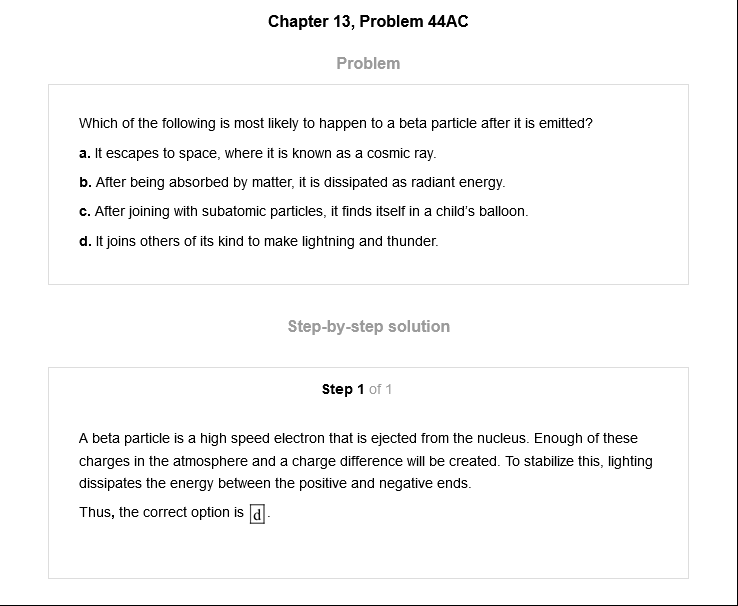 Chapter 13, Problem 44AC
Problem
Which of the following is most likely to happen to a beta particle after it is emitted?
a. It escapes to space, where it is known as a cosmic ray.
b. After being absorbed by matter, it is dissipated as radiant energy.
c. After joining with subatomic particles, it finds itself in a child's balloon.
d. It joins others of its kind to make lightning and thunder.
Step-by-step solution
Step 1 of 1
A beta particle is a high speed electron that is ejected from the nucleus. Enough of these
charges in the atmosphere and a charge difference will be created. To stabilize this, lighting
dissipates the energy between the positive and negative ends.
Thus, the correct option is d.